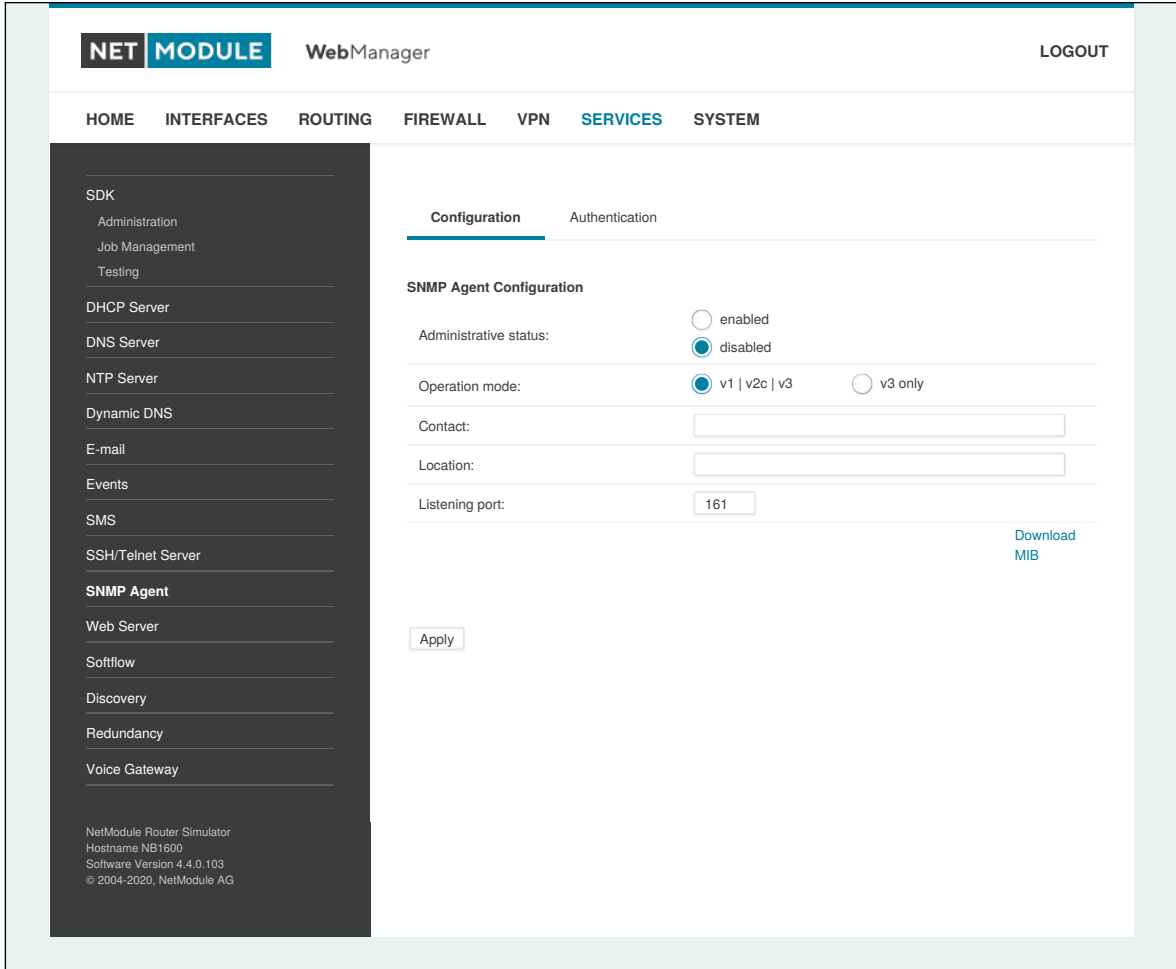 NET MODULE WebManager LOGOUT
HOME INTERFACES ROUTING FIREWALL VPN SERVICES SYSTEM
SDK
Administration
Job Management
Testing
DHCP Server
DNS Server
NTP Server
Dynamic DNS
E-mail
Events
SMS
SSH/Telnet Server
SNMP Agent
Web Server
Softflow
Discovery
Redundancy
Voice Gateway
NetModule Router Simulator
Hostname NB1600
Software Version 4.4.0.103
© 2004-2020, NetModule AG
Configuration Authentication
SNMP Agent Configuration
Administrative status:
enabled
disabled
Operation mode: v1 | v2c | v3 v3 only
Contact:
Location:
Listening port: 161
Download
MIB
Apply